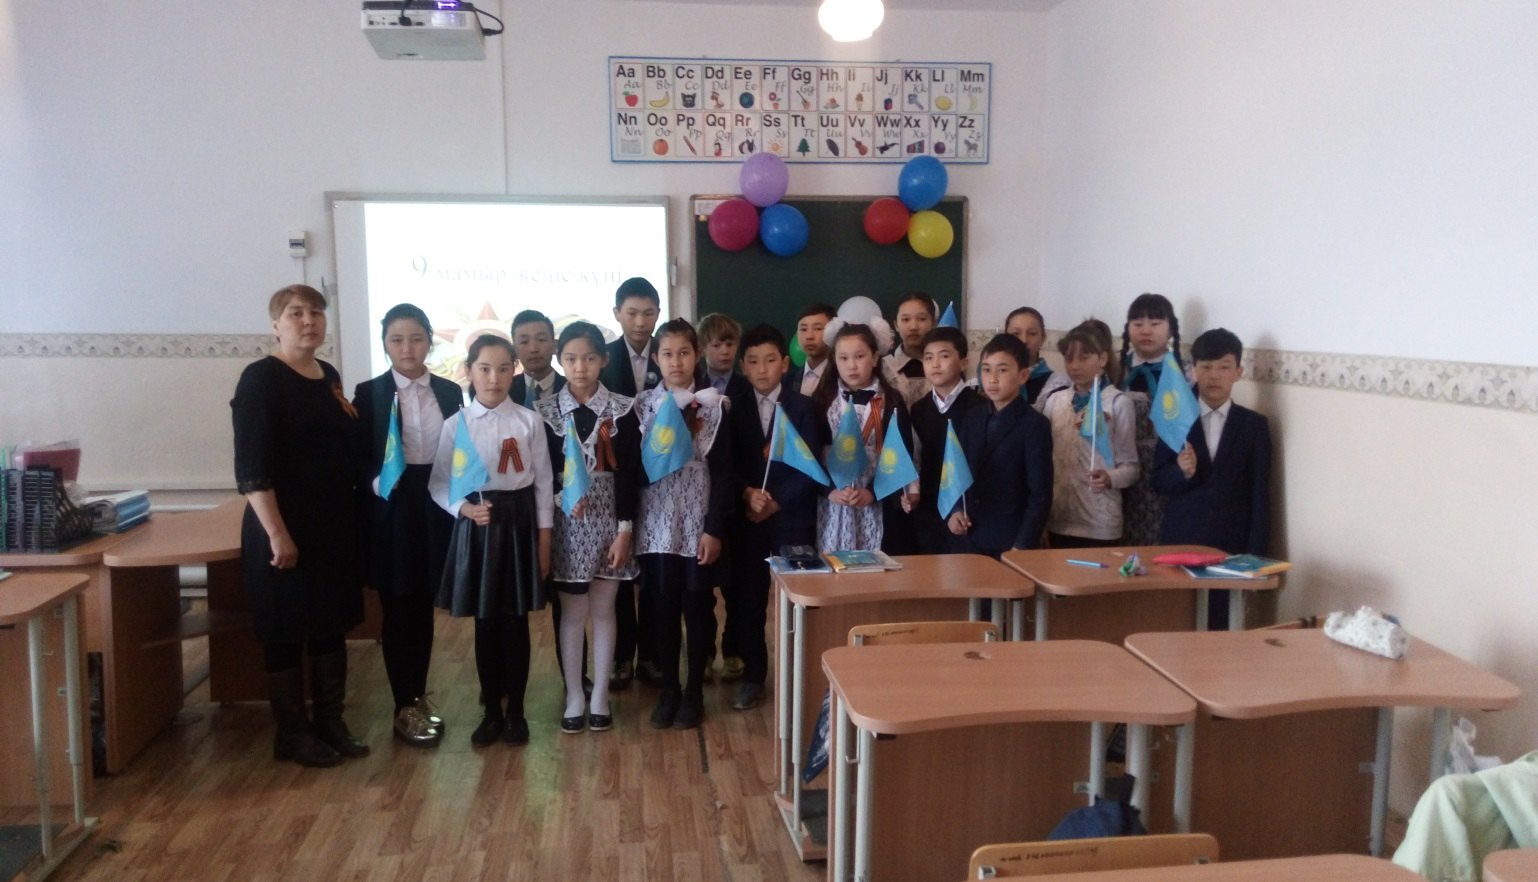 Aa Bb Cc Dd Ee Ff Gg Hh Ii Jj Kk Ll Mm
Nn Oo Pp Qq Rr Ss Tt Uu Vv Ww Xx Yy Zz
9 мамыр жеңіс күні